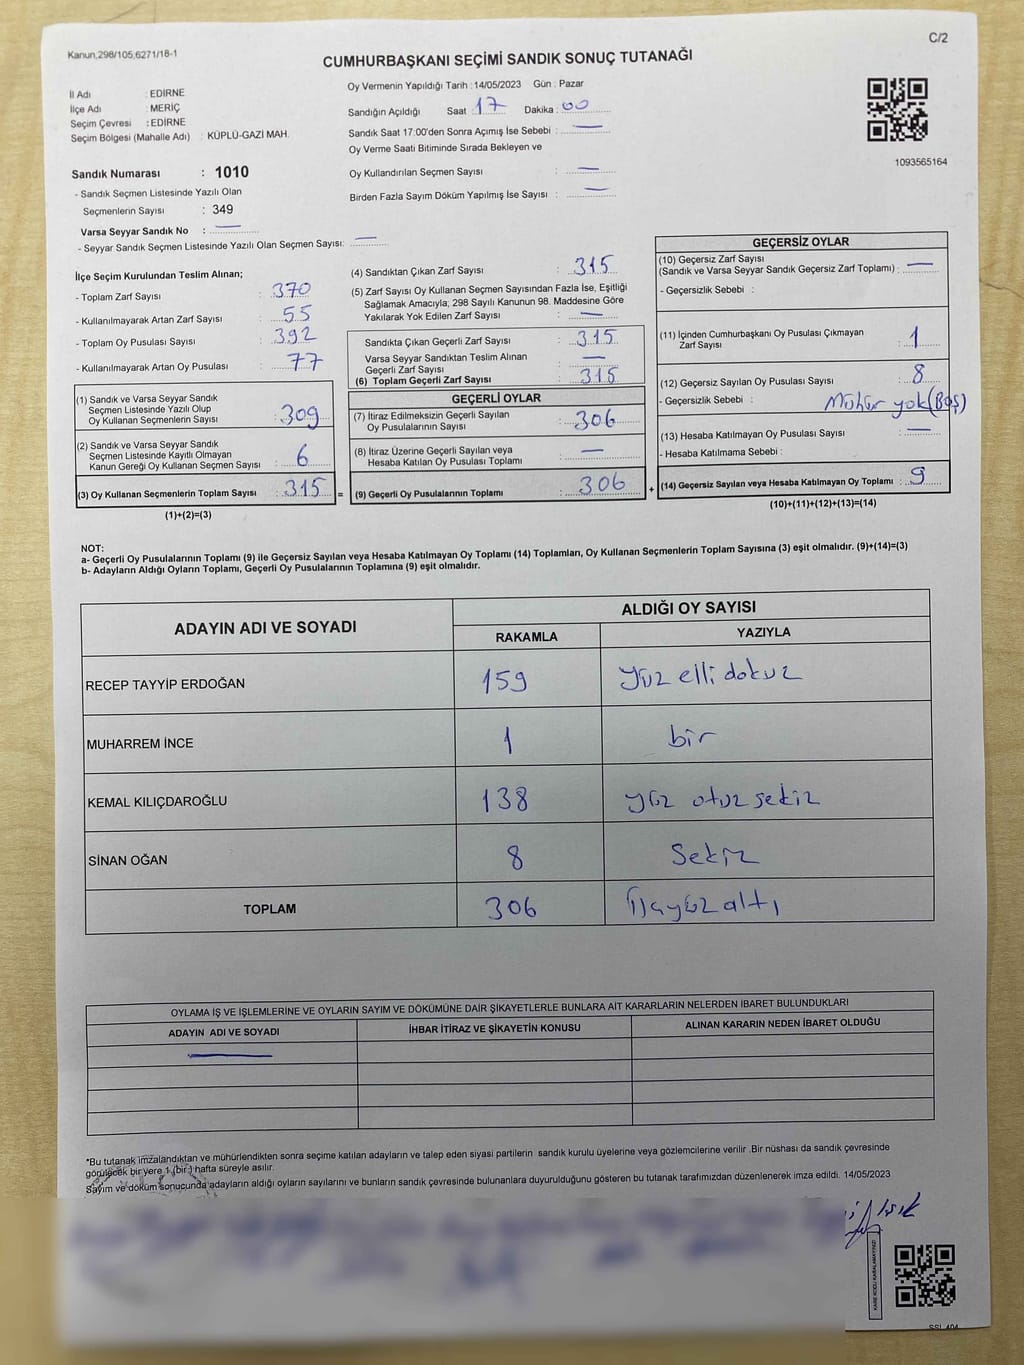 Kanun,298/105,6271/18-1
C/2
CUMHURBAŞKANI SEÇİMİ SANDIK SONUÇ TUTANAĞI
İl Adı : EDİRNE
İlçe Adı : MERİÇ
Seçim Çevresi : EDİRNE
Seçim Bölgesi (Mahalle Adı) : KÜPLÜ-GAZİ MAH.
Sandık Numarası : 1010
- Sandık Seçmen Listesinde Yazılı Olan
Seçmenlerin Sayısı : 349
Varsa Seyyar Sandık No : —
- Seyyar Sandık Seçmen Listesinde Yazılı Olan Seçmen Sayısı: —
Oy Vermenin Yapıldığı Tarih : 14/05/2023 Gün : Pazar
Sandığın Açıldığı Saat 17 Dakika : 00
Sandık Saat 17:00'den Sonra Açımış İse Sebebi : —
Oy Verme Saati Bitiminde Sırada Bekleyen ve
Oy Kullandırılan Seçmen Sayısı : —
Birden Fazla Sayım Döküm Yapılmış İse Sayısı : —
1093565164
İlçe Seçim Kurulundan Teslim Alınan;
- Toplam Zarf Sayısı : 370
- Kullanılmayarak Artan Zarf Sayısı : 55
- Toplam Oy Pusulası Sayısı : 392
- Kullanılmayarak Artan Oy Pusulası : 77
(1) Sandık ve Varsa Seyyar Sandık
Seçmen Listesinde Yazılı Olup
Oy Kullanan Seçmenlerin Sayısı : 309
(2) Sandık ve Varsa Seyyar Sandık
Seçmen Listesinde Kayıtlı Olmayan
Kanun Gereği Oy Kullanan Seçmen Sayısı : 6
(3) Oy Kullanan Seçmenlerin Toplam Sayısı : 315 =
(1)+(2)=(3)
(4) Sandıktan Çıkan Zarf Sayısı : 315
(5) Zarf Sayısı Oy Kullanan Seçmen Sayısından Fazla İse, Eşitliği
Sağlamak Amacıyla; 298 Sayılı Kanunun 98. Maddesine Göre
Yakılarak Yok Edilen Zarf Sayısı : —
Sandıkta Çıkan Geçerli Zarf Sayısı : 315
Varsa Seyyar Sandıktan Teslim Alınan
Geçerli Zarf Sayısı : —
(6) Toplam Geçerli Zarf Sayısı : 315
GEÇERLİ OYLAR
(7) İtiraz Edilmeksizin Geçerli Sayılan
Oy Pusulalarının Sayısı : 306
(8) İtiraz Üzerine Geçerli Sayılan veya
Hesaba Katılan Oy Pusulası Toplamı : —
(9) Geçerli Oy Pusulalarının Toplamı : 306 +
GEÇERSİZ OYLAR
(10) Geçersiz Zarf Sayısı
(Sandık ve Varsa Seyyar Sandık Geçersiz Zarf Toplamı) : —
- Geçersizlik Sebebi :
(11) İçinden Cumhurbaşkanı Oy Pusulası Çıkmayan
Zarf Sayısı : 1
(12) Geçersiz Sayılan Oy Pusulası Sayısı : 8
- Geçersizlik Sebebi : Mühür yok(Boş)
(13) Hesaba Katılmayan Oy Pusulası Sayısı : —
- Hesaba Katılmama Sebebi :
(14) Geçersiz Sayılan veya Hesaba Katılmayan Oy Toplamı : 9
(10)+(11)+(12)+(13)=(14)
NOT:
a- Geçerli Oy Pusulalarının Toplamı (9) ile Geçersiz Sayılan veya Hesaba Katılmayan Oy Toplamı (14) Toplamları, Oy Kullanan Seçmenlerin Toplam Sayısına (3) eşit olmalıdır. (9)+(14)=(3)
b- Adayların Aldığı Oyların Toplamı, Geçerli Oy Pusulalarının Toplamına (9) eşit olmalıdır.
ADAYIN ADI VE SOYADI ALDIĞI OY SAYISI
RAKAMLA YAZIYLA
RECEP TAYYİP ERDOĞAN 159 Yüz elli dokuz
MUHARREM İNCE 1 bir
KEMAL KILIÇDAROĞLU 138 yüz otuz sekiz
SİNAN OĞAN 8 Sekiz
TOPLAM 306 Üçyüz altı
OYLAMA İŞ VE İŞLEMLERİNE VE OYLARIN SAYIM VE DÖKÜMÜNE DAİR ŞİKAYETLERLE BUNLARA AİT KARARLARIN NELERDEN İBARET BULUNDUKLARI
ADAYIN ADI VE SOYADI İHBAR İTİRAZ VE ŞİKAYETİN KONUSU ALINAN KARARIN NEDEN İBARET OLDUĞU
*Bu tutanak imzalandıktan ve mühürlendikten sonra seçime katılan adayların ve talep eden siyasi partilerin sandık kurulu üyelerine veya gözlemcilerine verilir .Bir nüshası da sandık çevresinde
görülecek bir yere 1 (bir ) hafta süreyle asılır.
Sayım ve döküm sonucunda adayların aldığı oyların sayılarını ve bunların sandık çevresinde bulunanlara duyurulduğunu gösteren bu tutanak tarafımızdan düzenlenerek imza edildi. 14/05/2023
Işık
KARE KODU KARALAMAYINIZ!